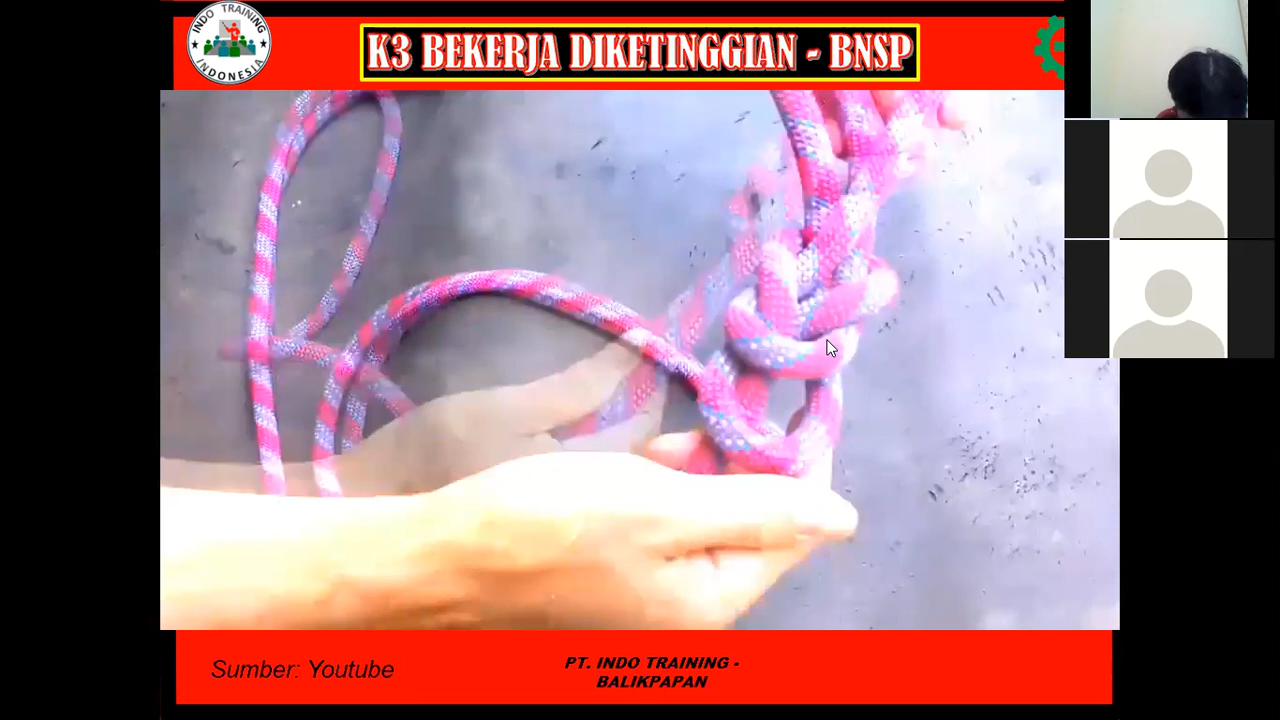 INDO TRAINING
INDONESIA
K3 BEKERJA DIKETINGGIAN - BNSP
Sumber: Youtube
PT. INDO TRAINING -
BALIKPAPAN